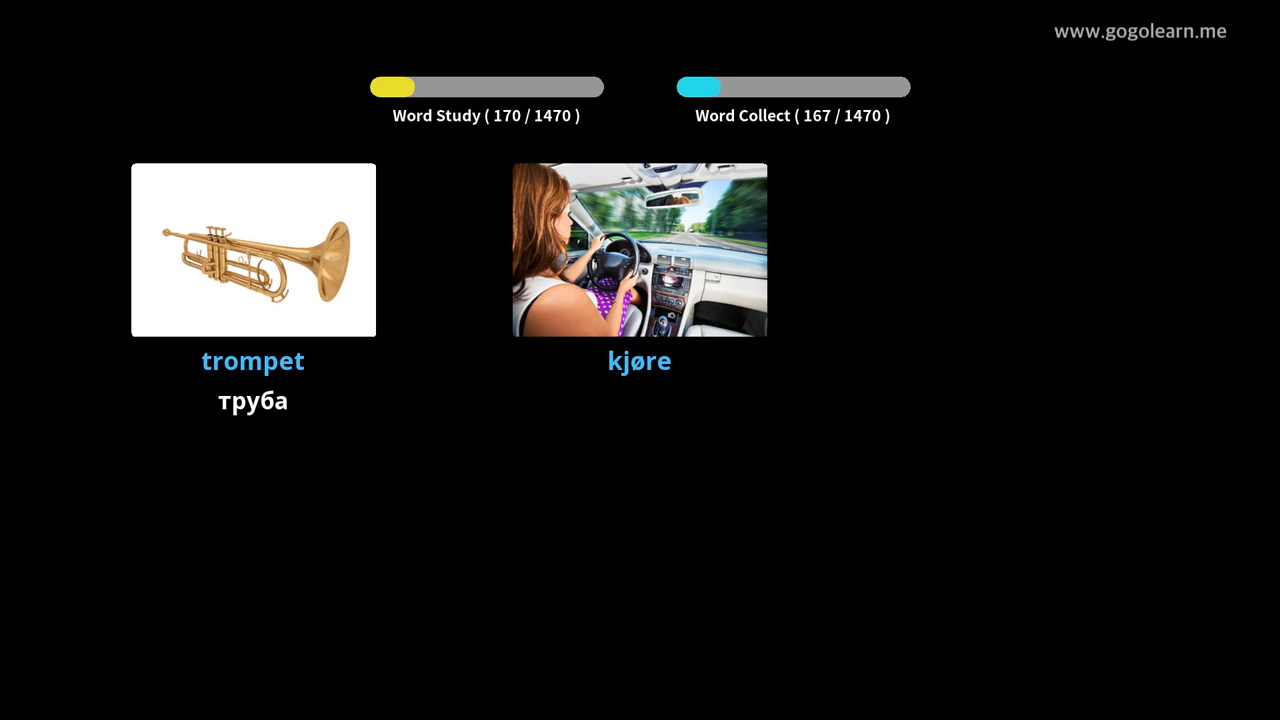 www.gogolearn.me
Word Study ( 170 / 1470 )
Word Collect ( 167 / 1470 )
trompet
труба
kjøre